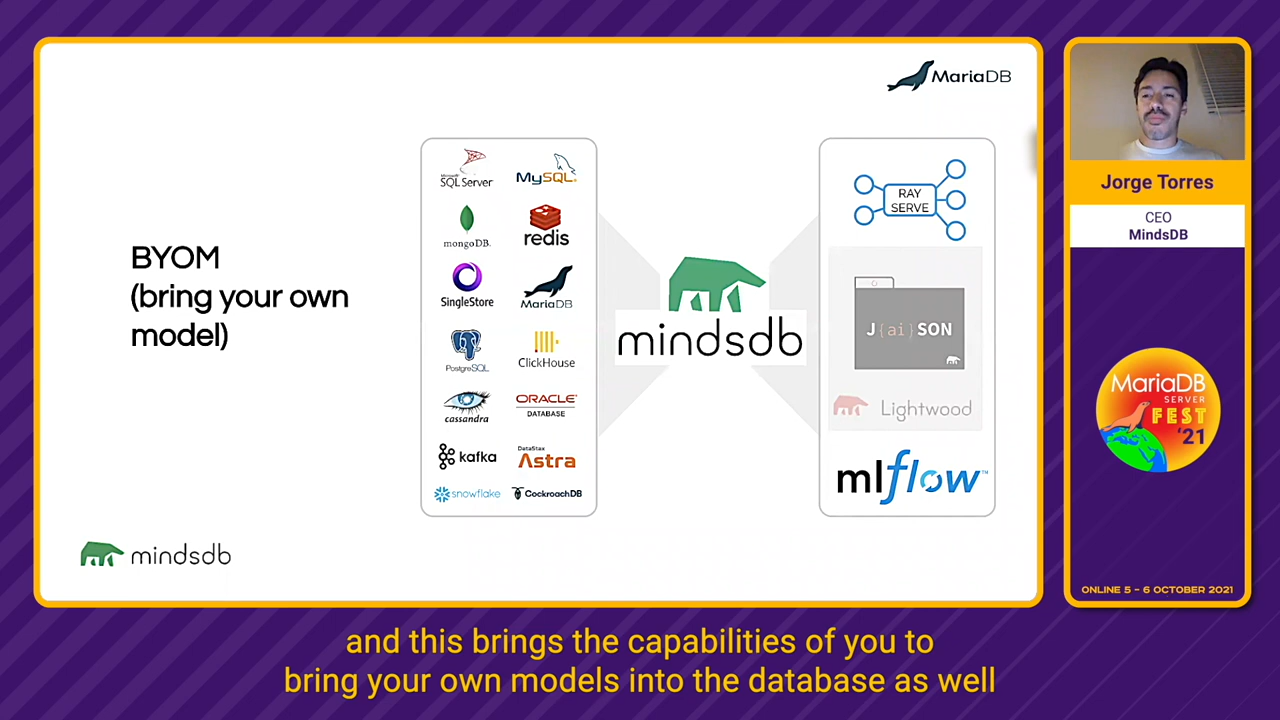 MariaDB
BYOM
(bring your own
model)
Microsoft
SQL Server
MySQL
mongoDB
redis
SingleStore
MariaDB
PostgreSQL
ClickHouse
cassandra
ORACLE
DATABASE
kafka
DataStax
Astra
snowflake
CockroachDB
mindsdb
RAY
SERVE
J{ai}SON
Lightwood
mlflow™
mindsdb
Jorge Torres
CEO
MindsDB
MariaDB
SERVER
FEST
'21
ONLINE 5 - 6 OCTOBER 2021
and this brings the capabilities of you to
bring your own models into the database as well